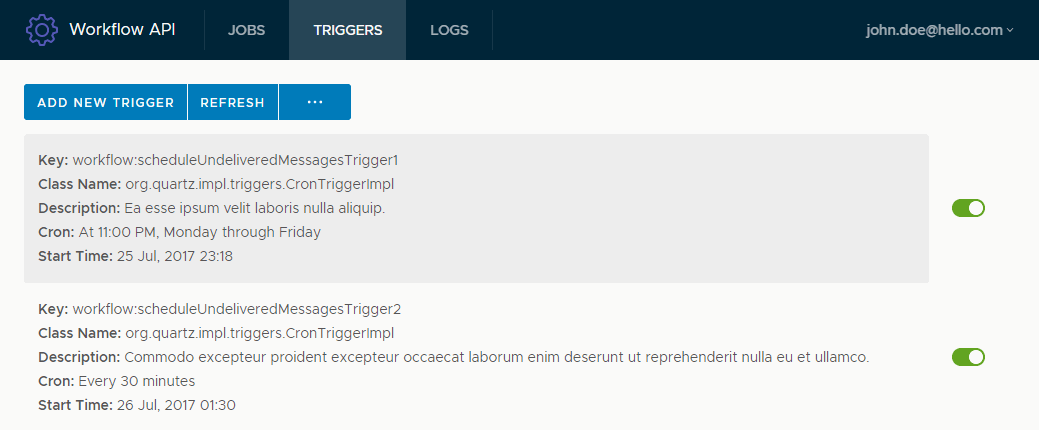 Workflow API JOBS TRIGGERS LOGS john.doe@hello.com
ADD NEW TRIGGER REFRESH ...
Key: workflow:scheduleUndeliveredMessagesTrigger1
Class Name: org.quartz.impl.triggers.CronTriggerImpl
Description: Ea esse ipsum velit laboris nulla aliquip.
Cron: At 11:00 PM, Monday through Friday
Start Time: 25 Jul, 2017 23:18
Key: workflow:scheduleUndeliveredMessagesTrigger2
Class Name: org.quartz.impl.triggers.CronTriggerImpl
Description: Commodo excepteur proident excepteur occaecat laborum enim deserunt ut reprehenderit nulla eu et ullamco.
Cron: Every 30 minutes
Start Time: 26 Jul, 2017 01:30